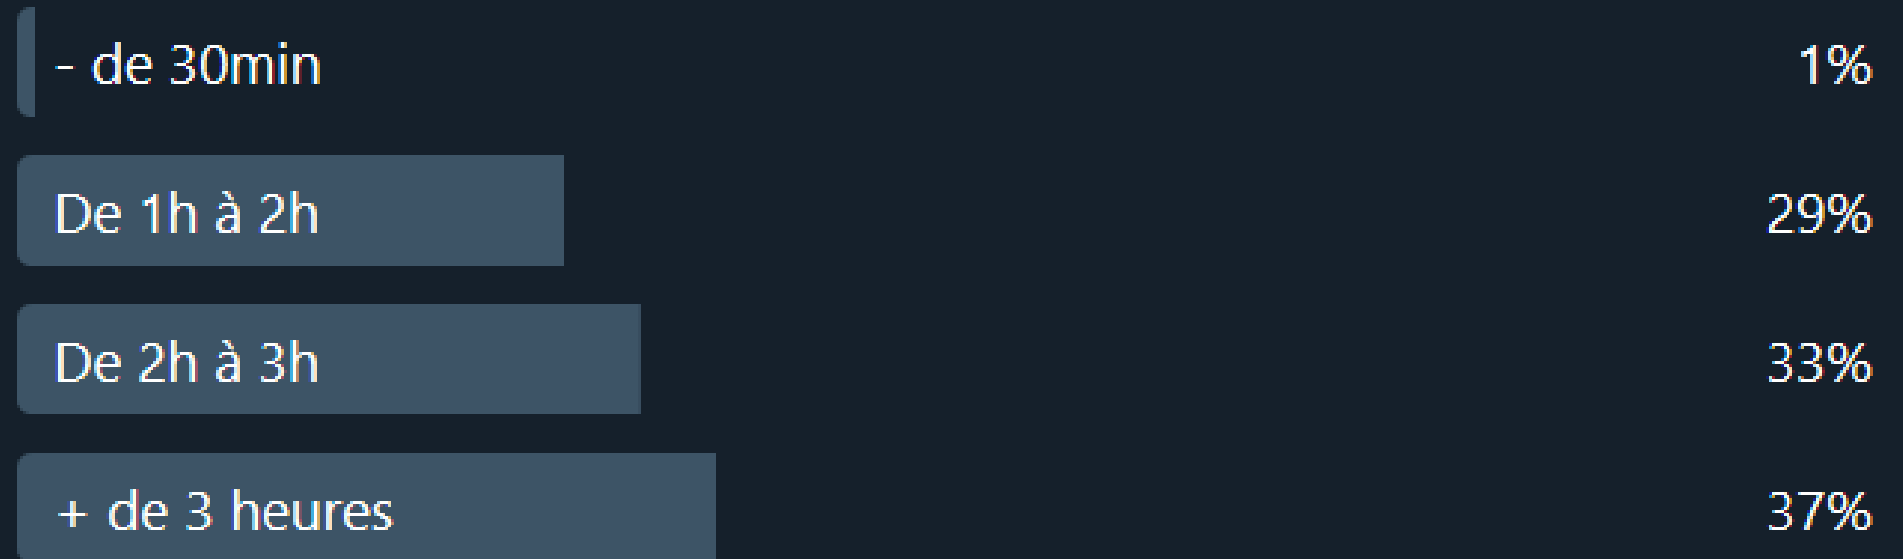 - de 30min 1%
De 1h à 2h 29%
De 2h à 3h 33%
+ de 3 heures 37%